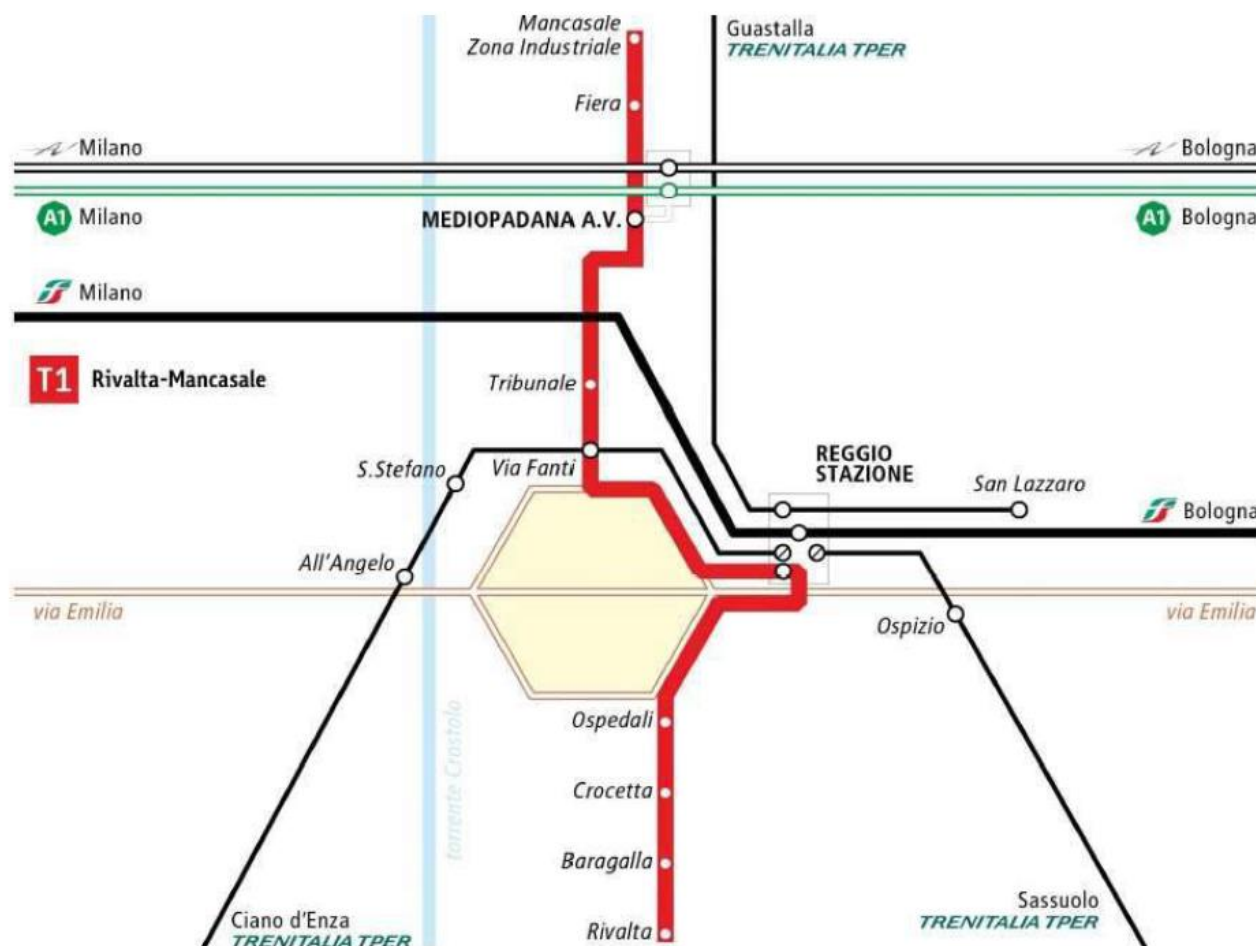 Mancasale
Zona Industriale
Guastalla
TRENITALIA TPER
Fiera
Milano
Bologna
A1 Milano
MEDIOPADANA A.V.
A1 Bologna
Milano
T1 Rivalta-Mancasale
Tribunale
S.Stefano
Via Fanti
REGGIO
STAZIONE
San Lazzaro
Bologna
All'Angelo
via Emilia
Ospizio
via Emilia
torrente Crostolo
Ospedali
Crocetta
Baragalla
Rivalta
Ciano d'Enza
TRENITALIA TPER
Sassuolo
TRENITALIA TPER